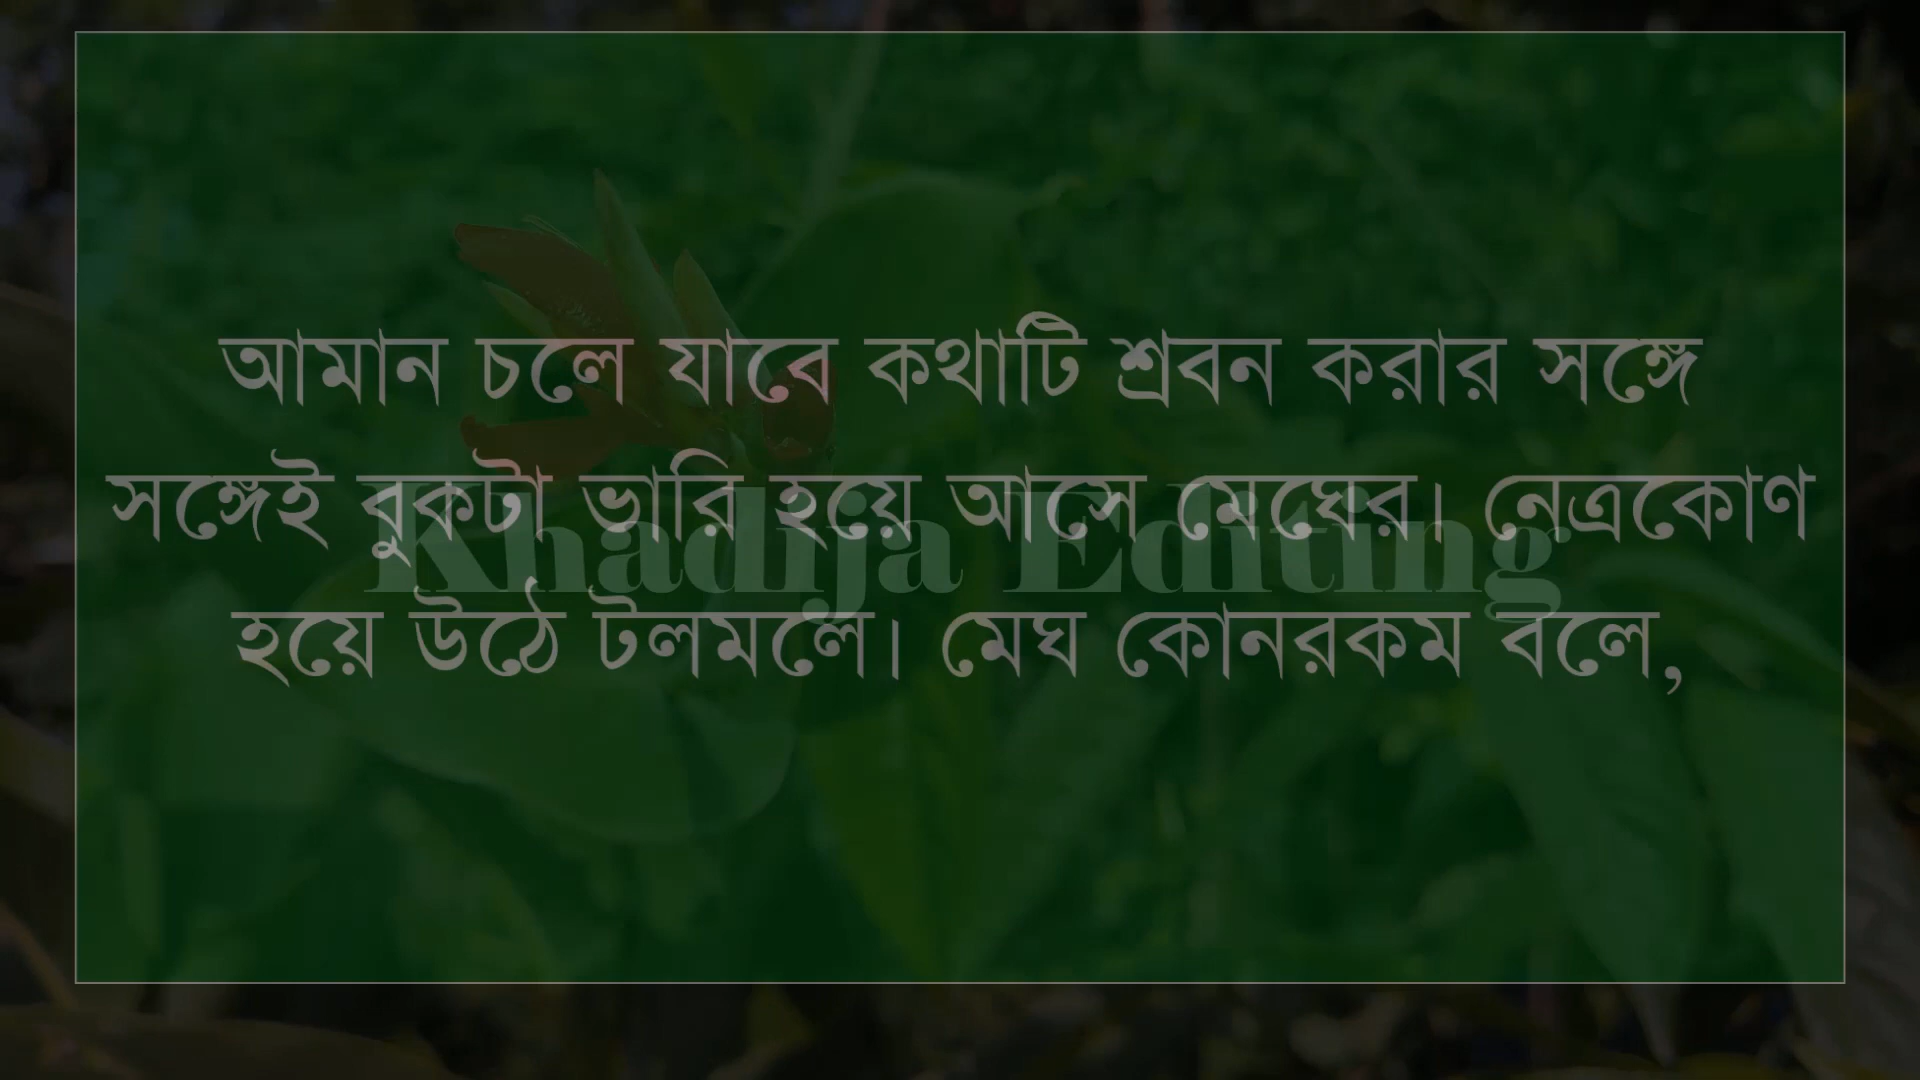 আমান চলে যাবে কথাটি শ্রবন করার সঙ্গে
সঙ্গেই বুকটা ভারি হয়ে আসে মেঘের। নেত্রকোণ
Khadija Editing
হয়ে উঠে টলমলে। মেঘ কোনরকম বলে,